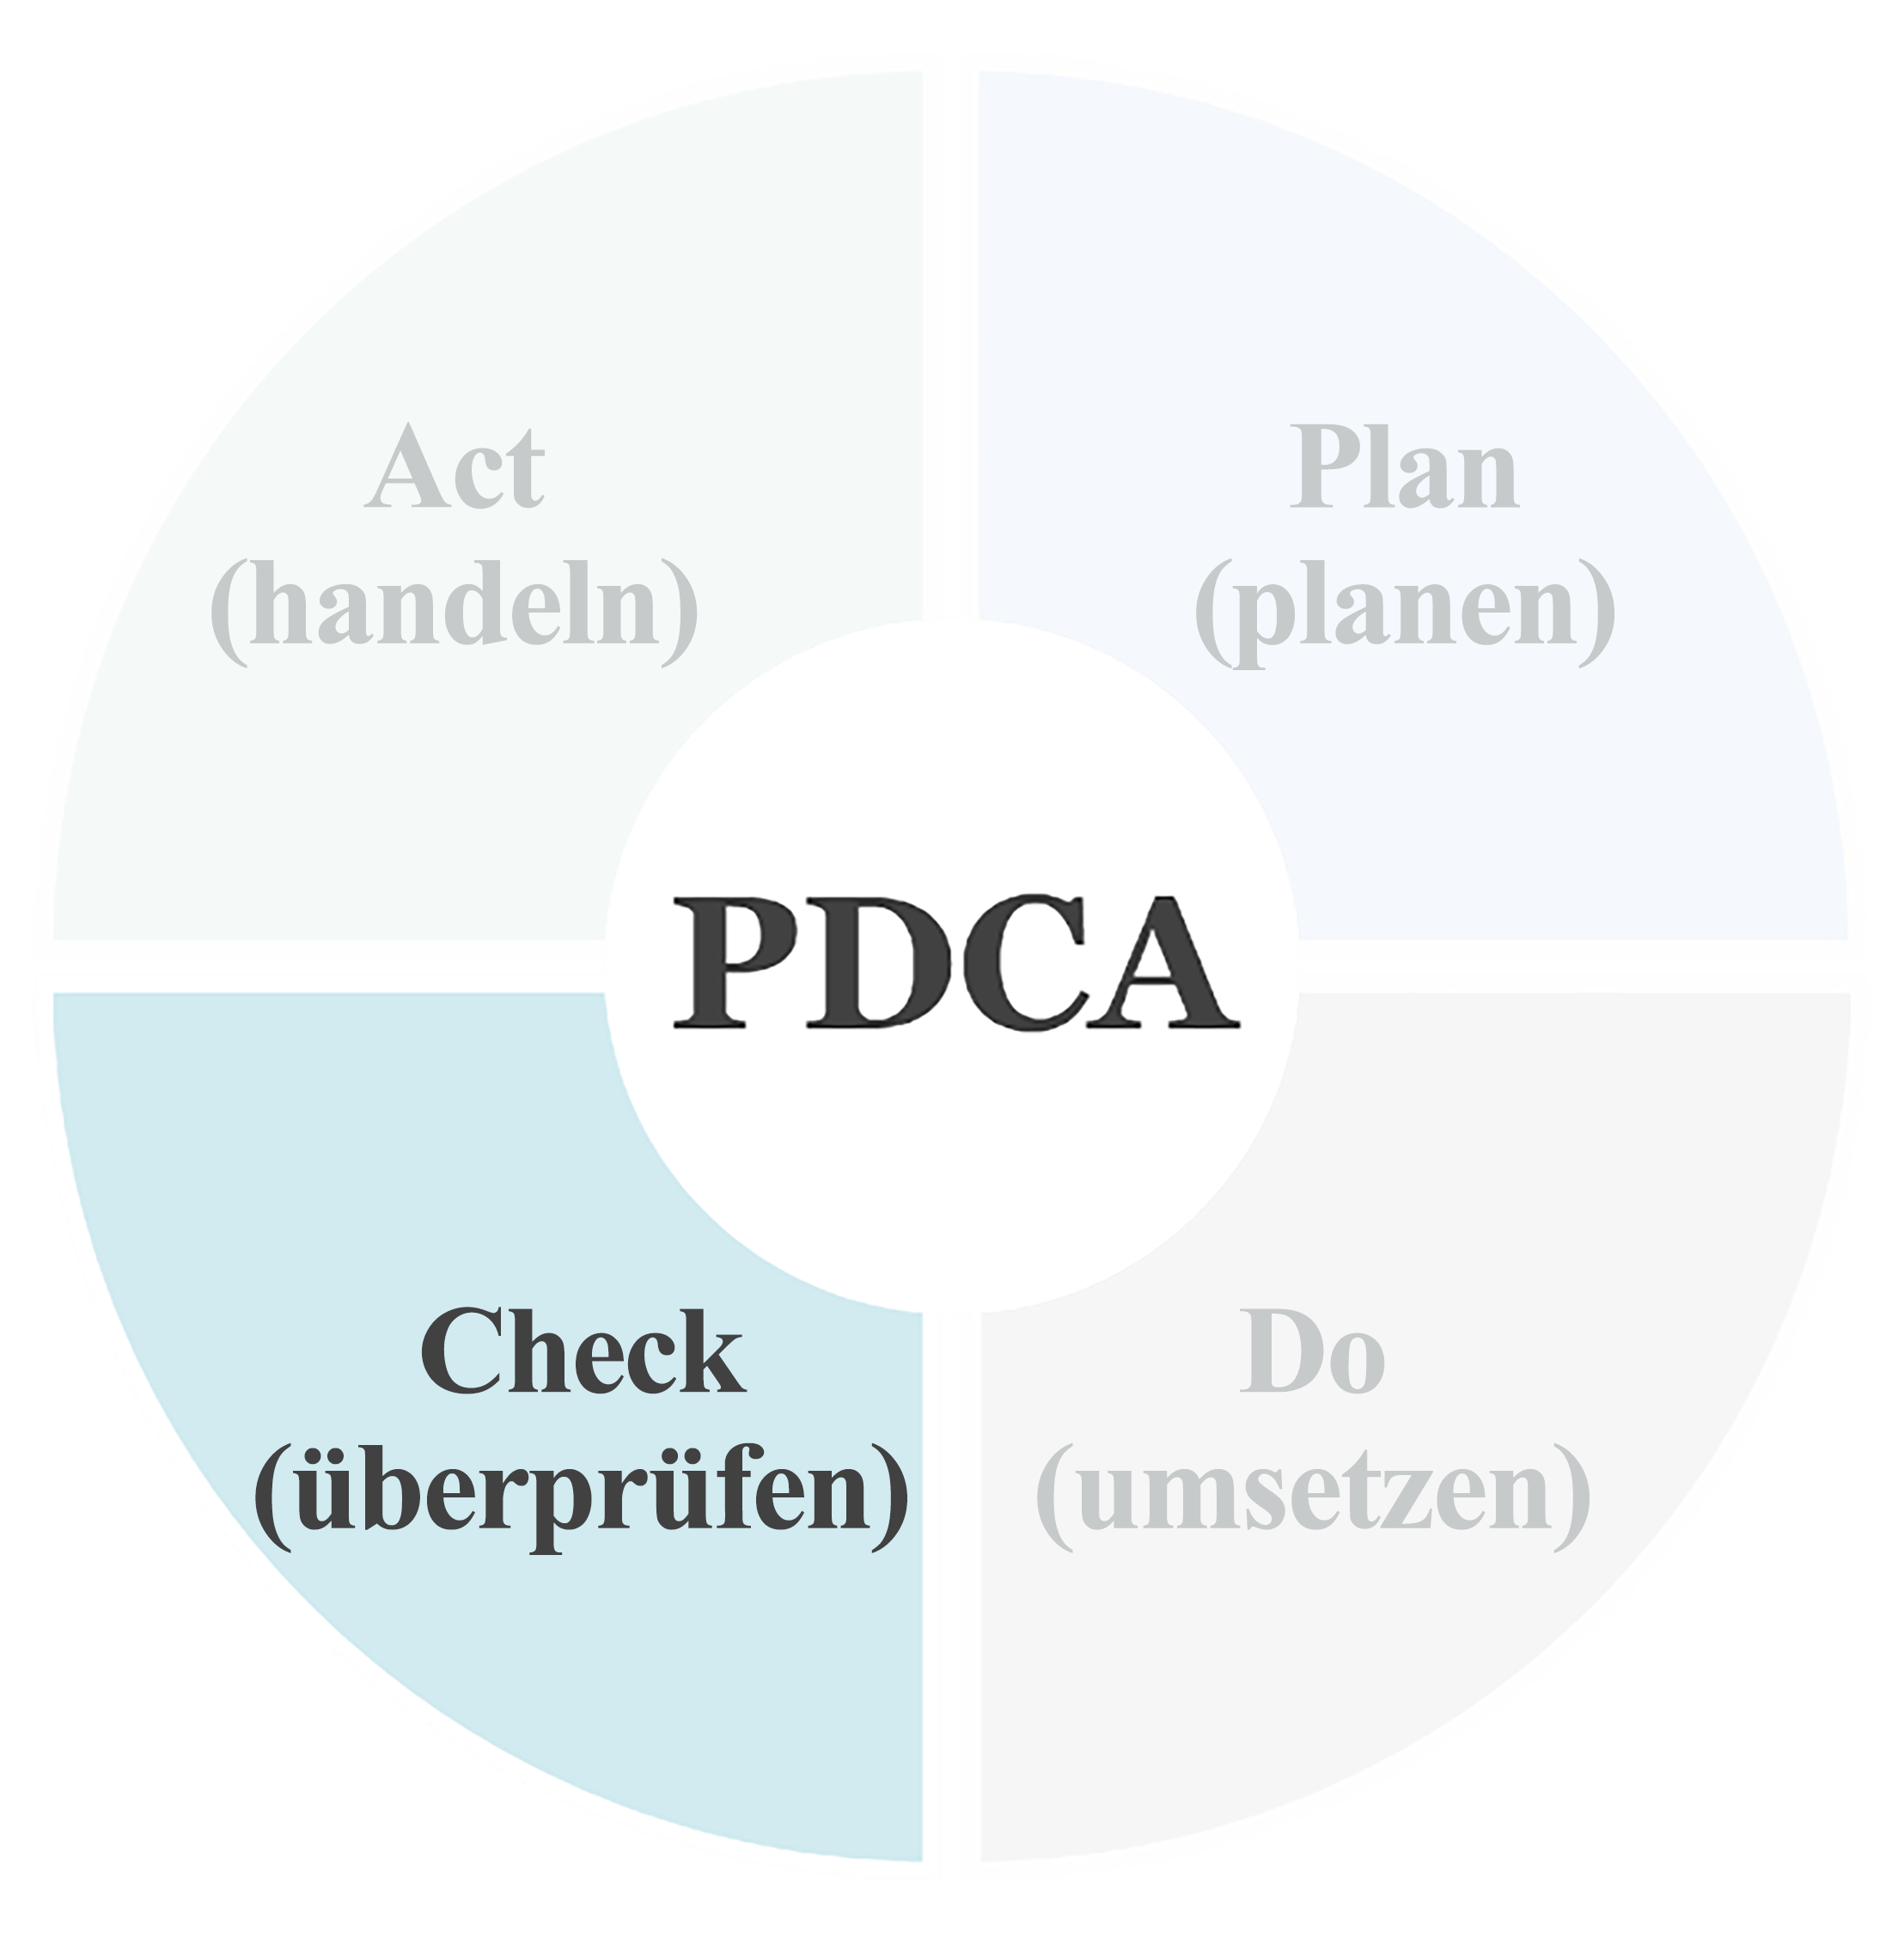 Act
(handeln)
Plan
(planen)
PDCA
Check
(überprüfen)
Do
(umsetzen)